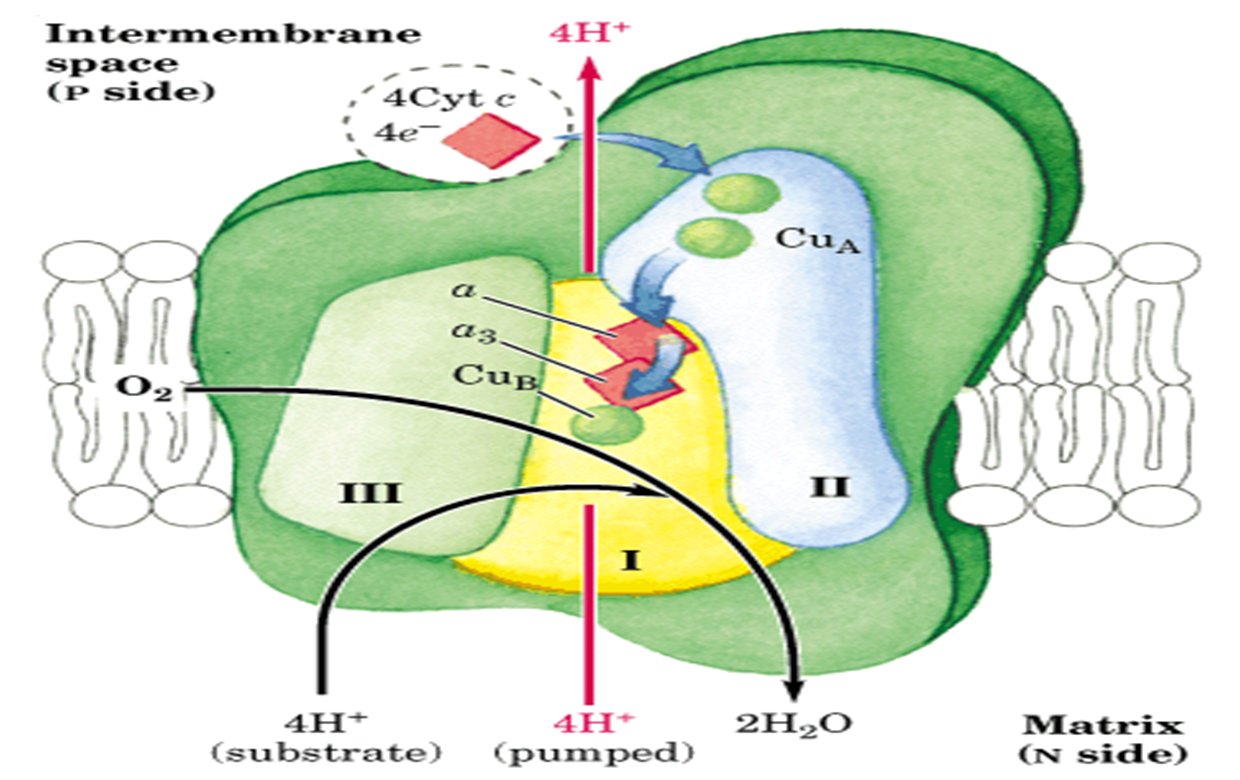 Intermembrane
space
(P side)
4H⁺
4Cyt c
4e⁻
CuA
a
a3
CuB
O2
III
II
I
4H⁺
(substrate)
4H⁺
(pumped)
2H2O
Matrix
(N side)